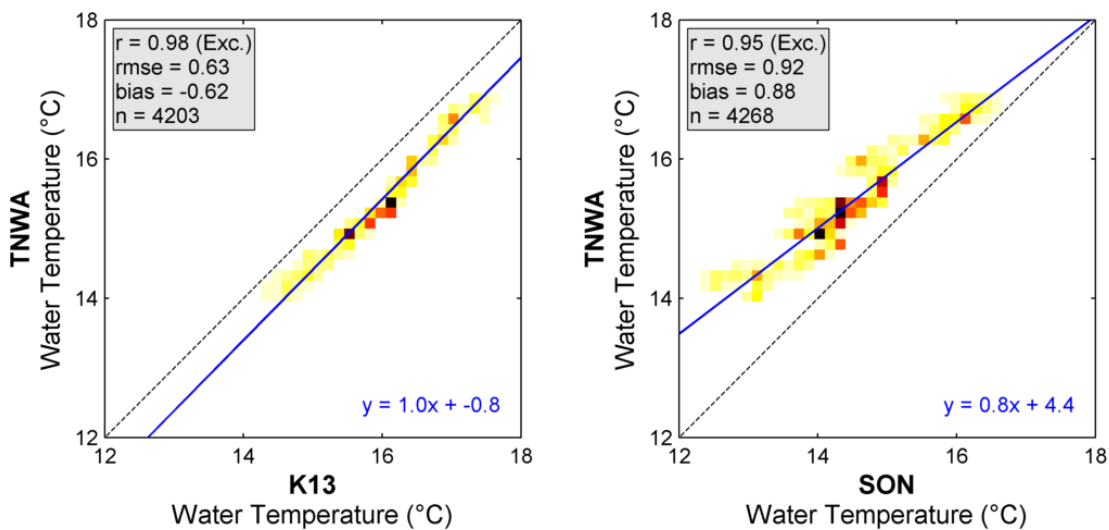 r = 0.98 (Exc.)
rmse = 0.63
bias = -0.62
n = 4203
18
16
14
12
TNWA
Water Temperature (°C)
y = 1.0x + -0.8
12
14
16
18
K13
Water Temperature (°C)
r = 0.95 (Exc.)
rmse = 0.92
bias = 0.88
n = 4268
18
16
14
12
TNWA
Water Temperature (°C)
y = 0.8x + 4.4
12
14
16
18
SON
Water Temperature (°C)